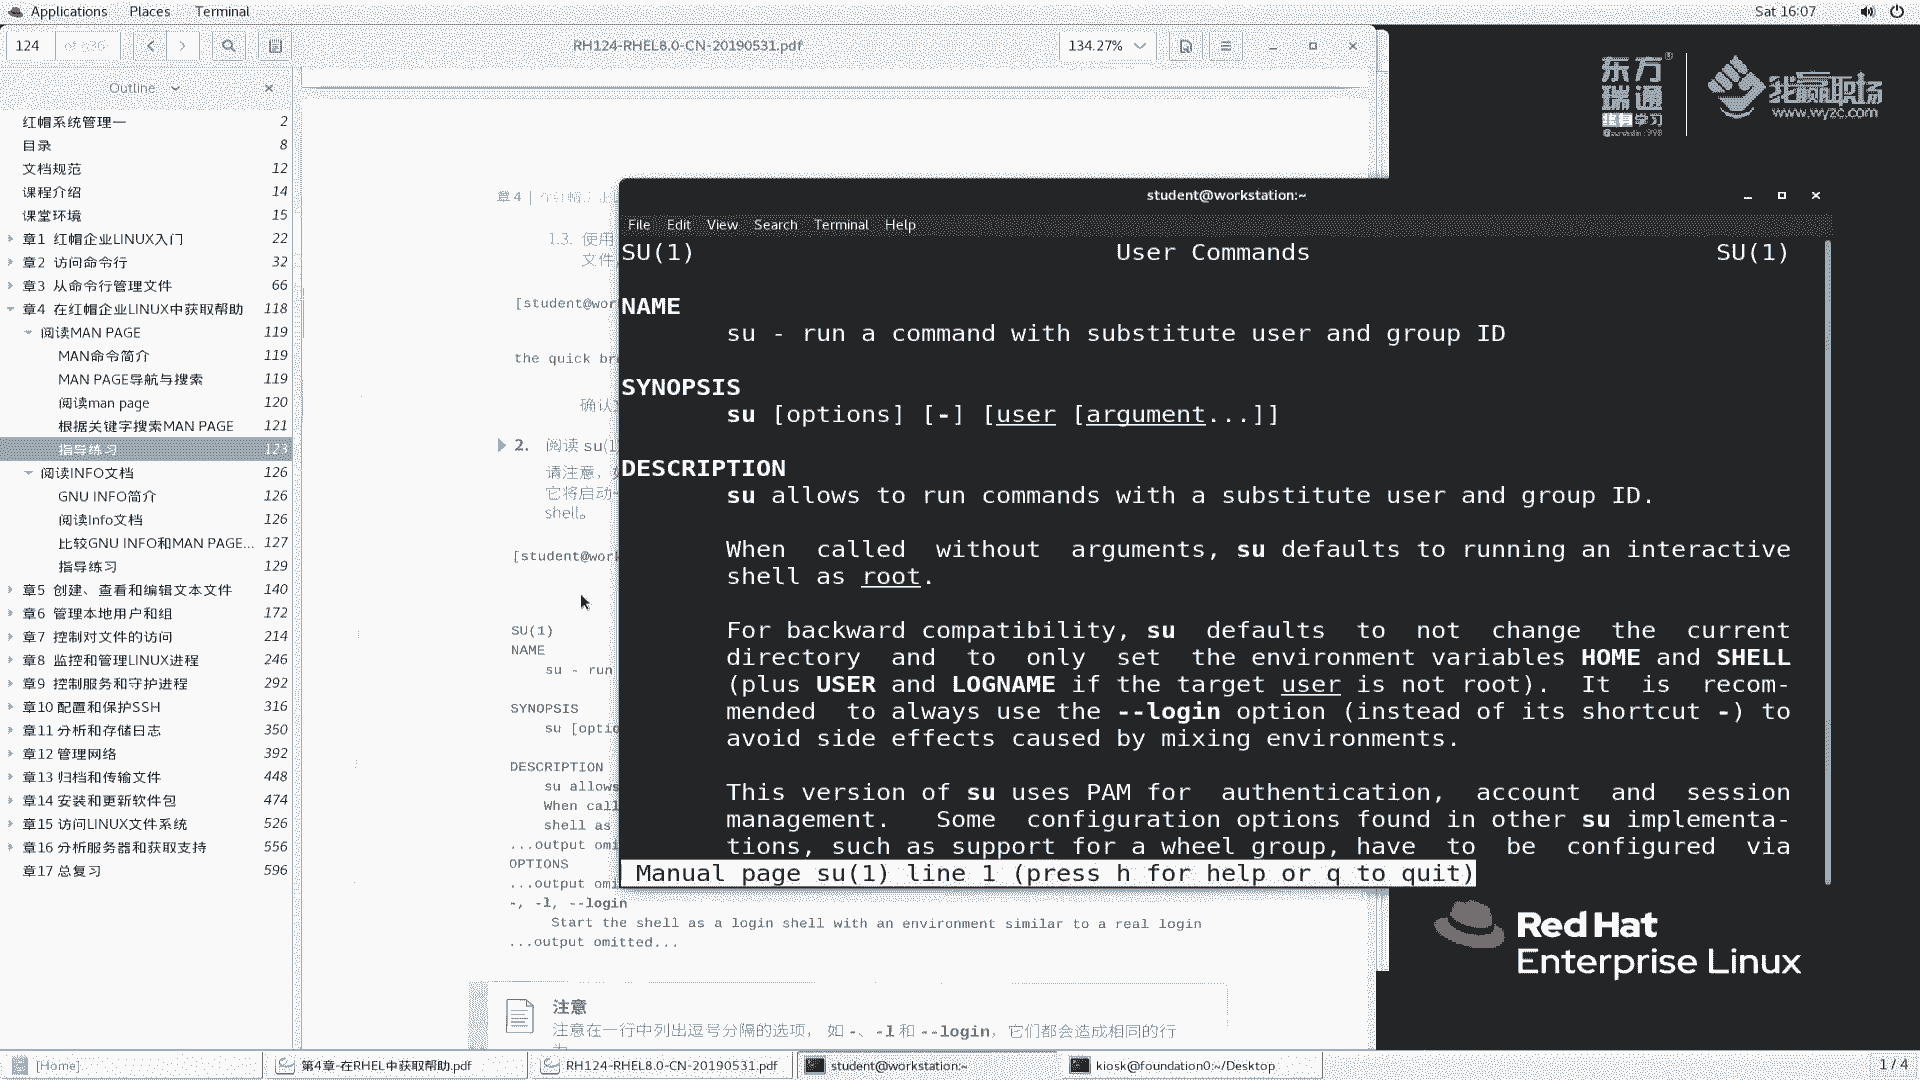 Applications Places Terminal Sat 16:07
124 of 636 RH124-RHEL8.0-CN-20190531.pdf 134.27%
Outline
红帽系统管理一 2
目录 8
文档规范 12
课程介绍 14
课堂环境 15
章1 红帽企业LINUX入门 22
章2 访问命令行 32
章3 从命令行管理文件 66
章4 在红帽企业LINUX中获取帮助 118
阅读MAN PAGE 119
MAN命令简介 119
MAN PAGE导航与搜索 119
阅读man page 120
根据关键字搜索MAN PAGE 121
指导练习 123
阅读INFO文档 126
GNU INFO简介 126
阅读Info文档 126
比较GNU INFO和MAN PAGE... 127
指导练习 129
章5 创建、查看和编辑文本文件 140
章6 管理本地用户和组 172
章7 控制对文件的访问 214
章8 监控和管理LINUX进程 246
章9 控制服务和守护进程 292
章10 配置和保护SSH 316
章11 分析和存储日志 350
章12 管理网络 392
章13 归档和传输文件 448
章14 安装和更新软件包 474
章15 访问LINUX文件系统 526
章16 分析服务器和获取支持 556
章17 总复习 596
章4 |
1.3. 使用
文件
[student@wor
the quick br
确认
2. 阅读 su(1
请注意，
它将启动
shell。
[student@work
SU(1)
NAME
su - run
SYNOPSIS
su [optio
DESCRIPTION
su allows
When call
shell as
...output omi
OPTIONS
...output omi
-, -l, --login
Start the shell as a login shell with an environment similar to a real login
...output omitted...
注意
注意在一行中列出逗号分隔的选项， 如 -、-l 和 --login，它们都会造成相同的行
student@workstation:~
File Edit View Search Terminal Help
SU(1) User Commands SU(1)
NAME
su - run a command with substitute user and group ID
SYNOPSIS
su [options] [-] [user [argument...]]
DESCRIPTION
su allows to run commands with a substitute user and group ID.
When called without arguments, su defaults to running an interactive
shell as root.
For backward compatibility, su defaults to not change the current
directory and to only set the environment variables HOME and SHELL
(plus USER and LOGNAME if the target user is not root). It is recom-
mended to always use the --login option (instead of its shortcut -) to
avoid side effects caused by mixing environments.
This version of su uses PAM for authentication, account and session
management. Some configuration options found in other su implementa-
tions, such as support for a wheel group, have to be configured via
Manual page su(1) line 1 (press h for help or q to quit)
东方
瑞通
终身学习
我赢职场
www.wyzc.com
Red Hat
Enterprise Linux
[Home] 第4章-在RHEL中获取帮助.pdf RH124-RHEL8.0-CN-20190531.pdf student@workstation:~ kiosk@foundation0:~/Desktop 1 / 4